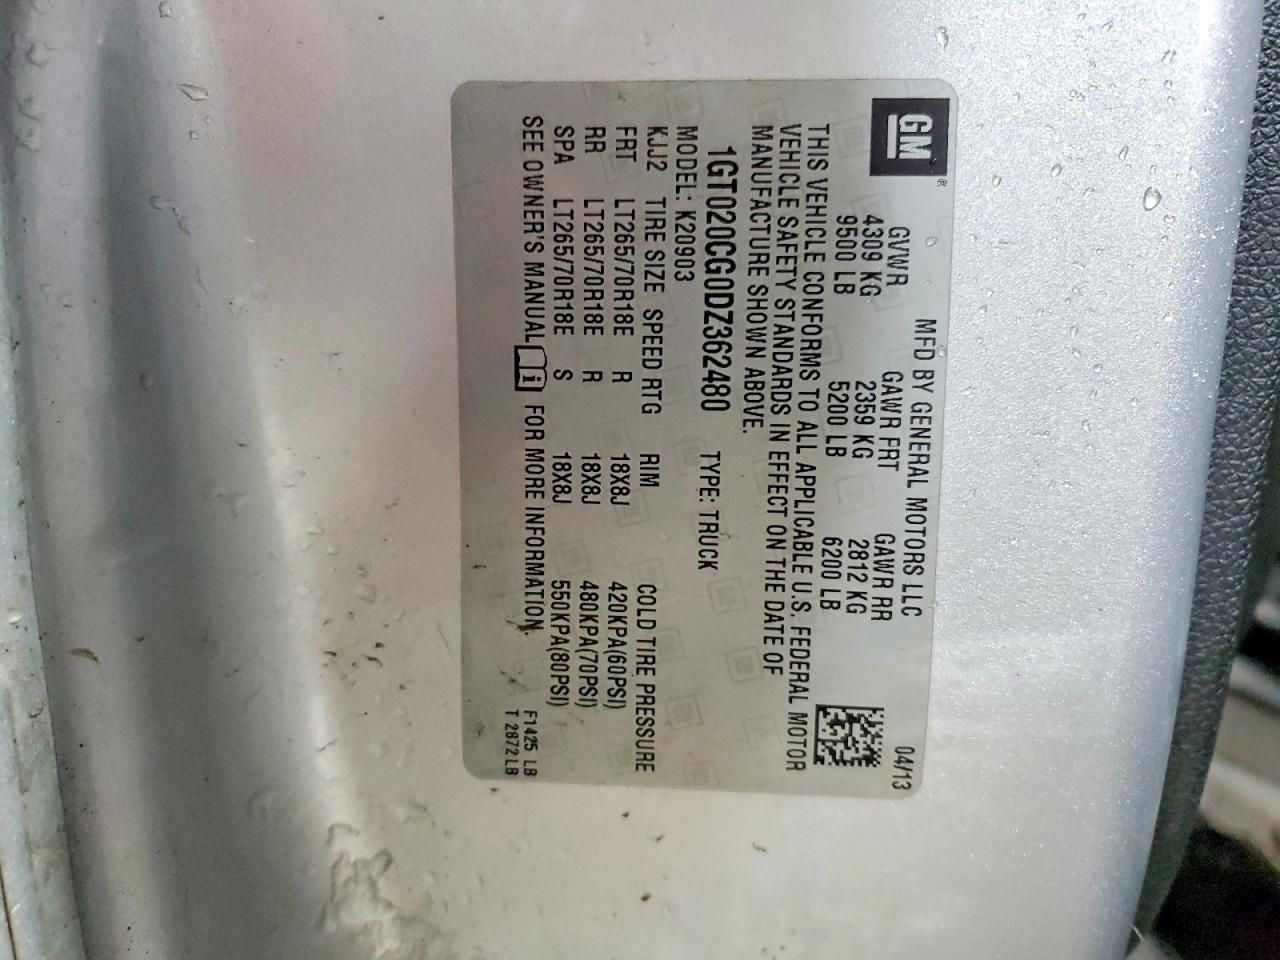 GM
MFD BY GENERAL MOTORS LLC 04/13
GVWR GAWR FRT GAWR RR
4309 KG 2359 KG 2812 KG
9500 LB 5200 LB 6200 LB
THIS VEHICLE CONFORMS TO ALL APPLICABLE U.S. FEDERAL MOTOR
VEHICLE SAFETY STANDARDS IN EFFECT ON THE DATE OF
MANUFACTURE SHOWN ABOVE.
1GT020CG0DZ362480 TYPE: TRUCK
MODEL: K20903
KJJ2 TIRE SIZE SPEED RTG RIM COLD TIRE PRESSURE
FRT LT265/70R18E R 18X8J 420KPA(60PSI)
RR LT265/70R18E R 18X8J 480KPA(70PSI)
SPA LT265/70R18E S 18X8J 550KPA(80PSI)
SEE OWNER'S MANUAL i FOR MORE INFORMATION.
F1425 LB
T 2872LB